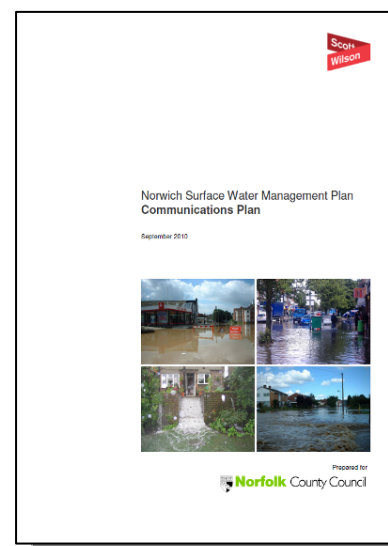 Scott
Wilson
Norwich Surface Water Management Plan
Communications Plan
September 2010
Prepared for
Norfolk County Council